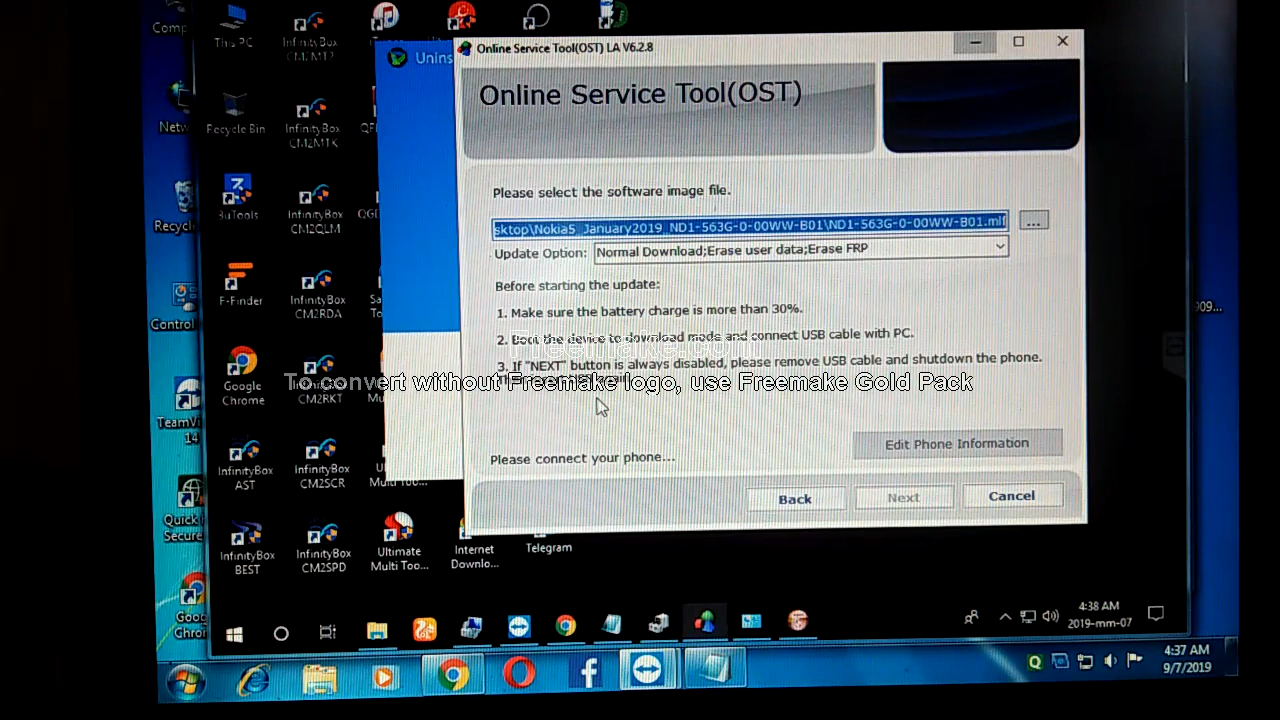 This PC
Recycle Bin
3uTools
F-Finder
Google
Chrome
InfinityBox
AST
InfinityBox
BEST
InfinityBox
CM2MTK
InfinityBox
CM2QLM
InfinityBox
CM2RDA
InfinityBox
CM2RKT
InfinityBox
CM2SCR
InfinityBox
CM2SPD
Ultimate
Multi Too...
Internet
Downlo...
Telegram
Uninst
Online Service Tool(OST) LA V6.2.8
Online Service Tool(OST)
Please select the software image file.
sktop\Nokia5_January2019_ND1-563G-0-00WW-B01\ND1-563G-0-00WW-B01.mlf
...
Update Option: Normal Download;Erase user data;Erase FRP
Before starting the update:
1. Make sure the battery charge is more than 30%.
2. Boot the device to download mode and connect USB cable with PC.
3. If "NEXT" button is always disabled, please remove USB cable and shutdown the phone.
Freemake.com
To convert without Freemake logo, use Freemake Gold Pack
Edit Phone Information
Please connect your phone...
Back
Next
Cancel
4:38 AM
2019-mm-07
4:37 AM
9/7/2019